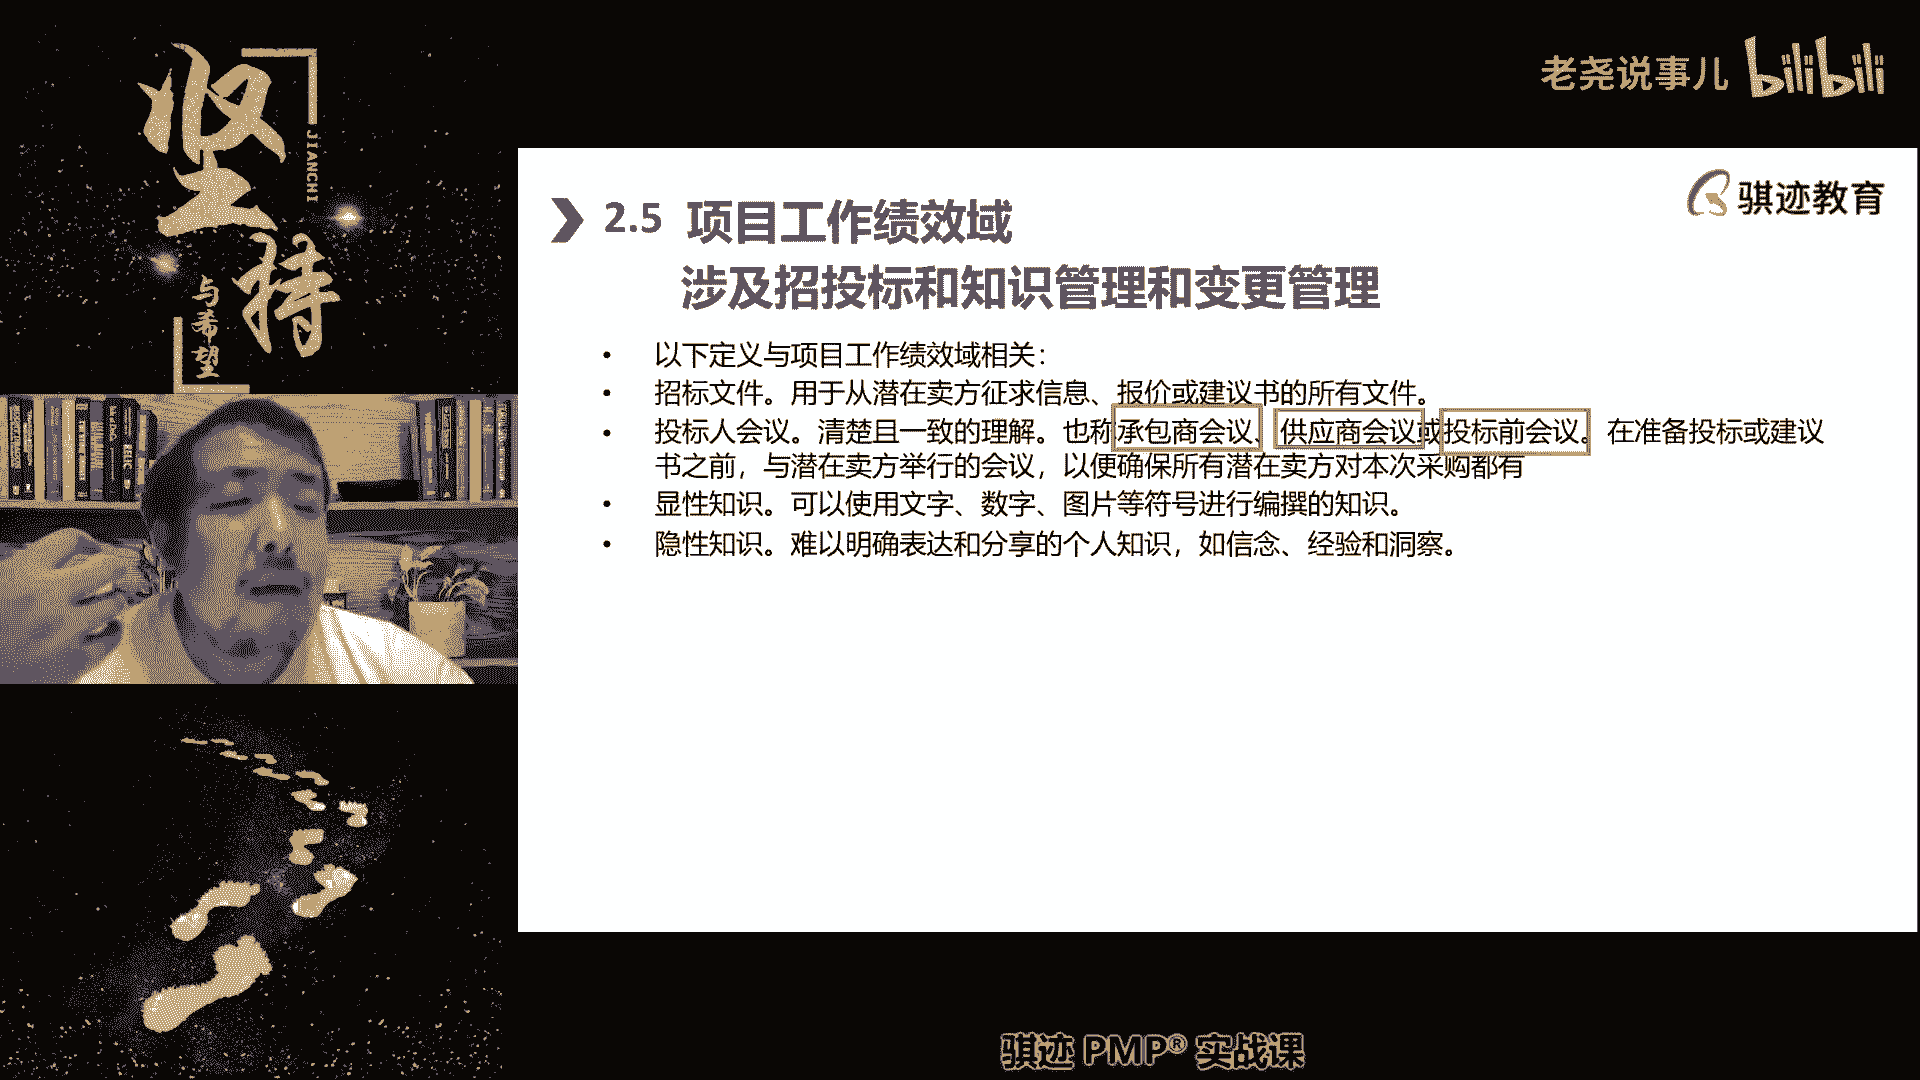 坚持
JIANCHI
与希望
老尧说事儿 bilibili
骐迹教育
2.5 项目工作绩效域
涉及招投标和知识管理和变更管理
• 以下定义与项目工作绩效域相关：
• 招标文件。用于从潜在卖方征求信息、报价或建议书的所有文件。
• 投标人会议。清楚且一致的理解。也称承包商会议、供应商会议或投标前会议。在准备投标或建议
书之前，与潜在卖方举行的会议，以便确保所有潜在卖方对本次采购都有
• 显性知识。可以使用文字、数字、图片等符号进行编撰的知识。
• 隐性知识。难以明确表达和分享的个人知识，如信念、经验和洞察。
骐迹 PMP® 实战课